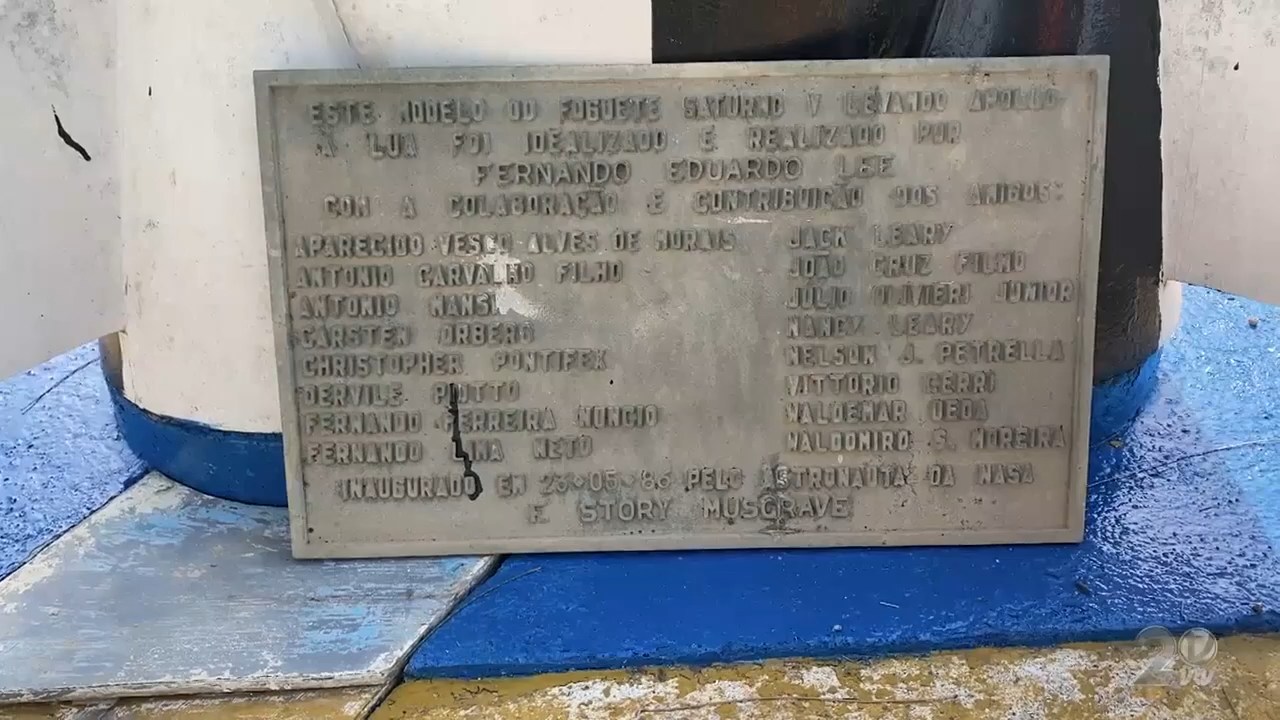 ESTE MODELO DO FOGUETE SATURNO V LEVANDO APOLLO
À LUA FOI IDEALIZADO E REALIZADO POR
FERNANDO EDUARDO LEE
COM A COLABORAÇÃO E CONTRIBUIÇÃO DOS AMIGOS:
APARECIDO VESCO ALVES DE MORAIS
ANTONIO CARVALHO FILHO
ANTONIO MANSI
CARSTEN ORBERG
CHRISTOPHER PONTIFEX
DERVILE
FERNANDO FERREIRA NUNCIO
FERNANDO LIMA NETO
JACK LEARY
JOÃO CRUZ FILHO
JULIO OLIVIERI JUNIOR
NANCY LEARY
NELSON J. PETRELLA
VITTORIO CERRI
WALDEMAR UEDA
WALDOMIRO S. MOREIRA
INAUGURADO EM 05.86 PELO ASTRONAUTA DA NASA
F. STORY MUSGRAVE